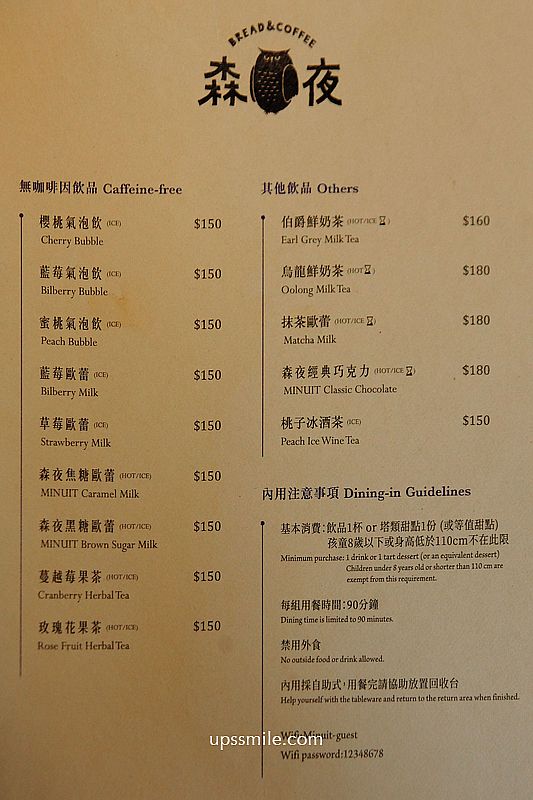 BREAD&COFFEE
森夜
無咖啡因飲品 Caffeine-free
櫻桃氣泡飲 (ICE) $150
Cherry Bubble
藍莓氣泡飲 (ICE) $150
Bilberry Bubble
蜜桃氣泡飲 (ICE) $150
Peach Bubble
藍莓歐蕾 (ICE) $150
Bilberry Milk
草莓歐蕾 (ICE) $150
Strawberry Milk
森夜焦糖歐蕾 (HOT/ICE) $150
MINUIT Caramel Milk
森夜黑糖歐蕾 (HOT/ICE) $150
MINUIT Brown Sugar Milk
蔓越莓果茶 (HOT/ICE) $150
Cranberry Herbal Tea
玫瑰花果茶 (HOT/ICE) $150
Rose Fruit Herbal Tea
其他飲品 Others
伯爵鮮奶茶 (HOT/ICE) $160
Earl Grey Milk Tea
烏龍鮮奶茶 (HOT) $180
Oolong Milk Tea
抹茶歐蕾 (HOT/ICE) $180
Matcha Milk
森夜經典巧克力 (HOT/ICE) $180
MINUIT Classic Chocolate
桃子冰酒茶 (ICE) $150
Peach Ice Wine Tea
內用注意事項 Dining-in Guidelines
基本消費:飲品1杯 or 塔類甜點1份 (或等值甜點)
孩童8歲以下或身高低於110cm不在此限
Minimum purchase: 1 drink or 1 tart dessert (or an equivalent dessert)
Children under 8 years old or shorter than 110 cm are
exempt from this requirement.
每組用餐時間:90分鐘
Dining time is limited to 90 minutes.
禁用外食
No outside food or drink allowed.
內用採自助式,用餐完請協助放置回收台
Help yourself with the tableware and return to the return area when finished.
Wifi:Minuit-guest
Wifi password:12348678
upssmile.com